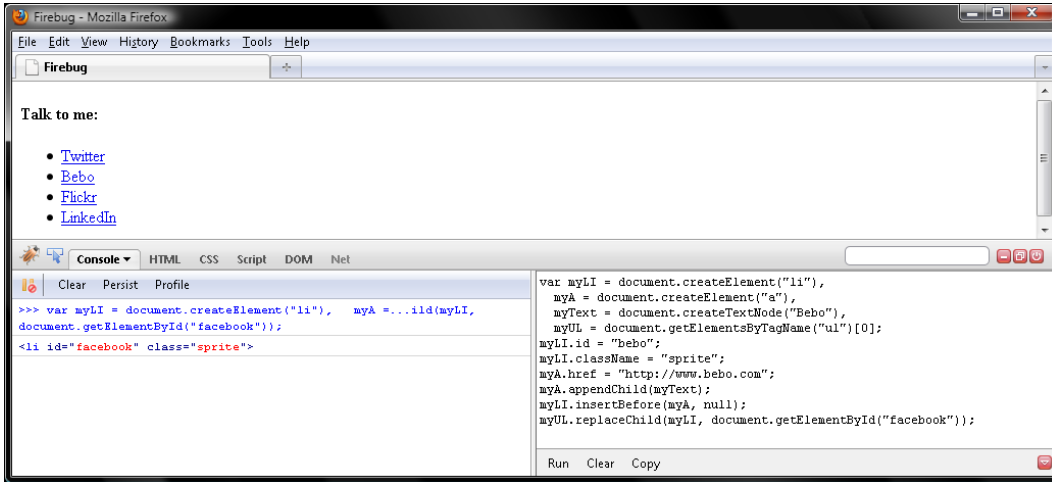 Firebug - Mozilla Firefox
File Edit View History Bookmarks Tools Help
Firebug
Talk to me:
Twitter
Bebo
Flickr
LinkedIn
Console HTML CSS Script DOM Net
Clear Persist Profile
>>> var myLI = document.createElement("li"),   myA =...ild(myLI,
document.getElementById("facebook"));
<li id="facebook" class="sprite">
var myLI = document.createElement("li"),
  myA = document.createElement("a"),
  myText = document.createTextNode("Bebo"),
  myUL = document.getElementsByTagName("ul")[0];
myLI.id = "bebo";
myLI.className = "sprite";
myA.href = "http://www.bebo.com";
myA.appendChild(myText);
myLI.insertBefore(myA, null);
myUL.replaceChild(myLI, document.getElementById("facebook"));
Run Clear Copy